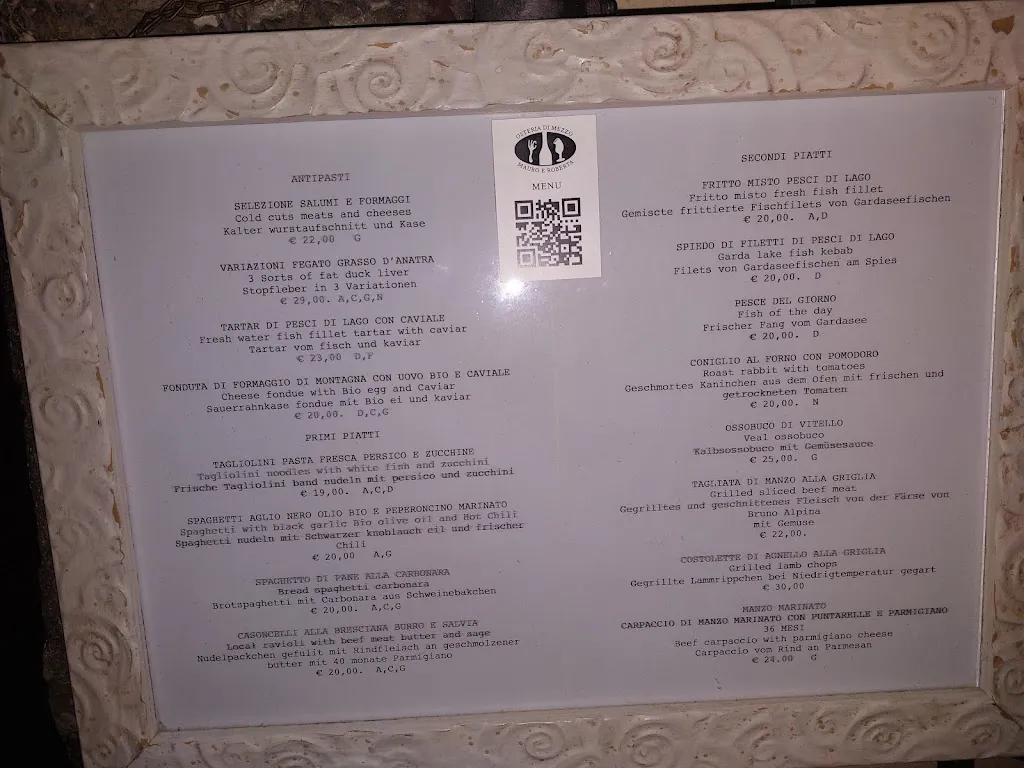 OSTERIA DI MEZZO
MAURO E ROBERTA
MENU
ANTIPASTI
SELEZIONE SALUMI E FORMAGGI
Cold cuts meats and cheeses
Kalter wurstaufschnitt und Kase
€ 22,00 G
VARIAZIONI FEGATO GRASSO D'ANATRA
3 Sorts of fat duck liver
Stopfleber in 3 Variationen
€ 29,00. A,C,G,N
TARTAR DI PESCI DI LAGO CON CAVIALE
Fresh water fish fillet tartar with caviar
Tartar vom fisch und kaviar
€ 23,00 D,F
FONDUTA DI FORMAGGIO DI MONTAGNA CON UOVO BIO E CAVIALE
Cheese fondue with Bio egg and Caviar
Sauerrahnkase fondue mit Bio ei und kaviar
€ 20,00. D,C,G
PRIMI PIATTI
TAGLIOLINI PASTA FRESCA PERSICO E ZUCCHINE
Tagliolini noodles with white fish and zucchini
Frische Tagliolini band nudeln mit persico und zucchini
€ 19,00. A,C,D
SPAGHETTI AGLIO NERO OLIO BIO E PEPERONCINO MARINATO
Spaghetti with black garlic Bio olive oil and Hot Chili
Spaghetti nudeln mit Schwarzer knoblauch eil und frischer
Chili
€ 20,00 A,G
SPAGHETTO DI PANE ALLA CARBONARA
Bread spaghetti carbonara
Brotspaghetti mit Carbonara aus Schweinebakchen
€ 20,00. A,C,G
CASONCELLI ALLA BRESCIANA BURRO E SALVIA
Local ravioli with beef meat butter and sage
Nudelpackchen gefullt mit Rindfleisch an geschmolzener
butter mit 40 monate Parmigiano
€ 20,00. A,C,G
SECONDI PIATTI
FRITTO MISTO PESCI DI LAGO
Fritto misto fresh fish fillet
Gemiscte frittierte Fischfilets von Gardaseefischen
€ 20,00. A,D
SPIEDO DI FILETTI DI PESCI DI LAGO
Garda lake fish kebab
Filets von Gardaseefischen am Spies
€ 20,00. D
PESCE DEL GIORNO
Fish of the day
Frischer Fang vom Gardasee
€ 20,00. D
CONIGLIO AL FORNO CON POMODORO
Roast rabbit with tomatoes
Geschmortes Kaninchen aus dem Ofen mit frischen und
getrockneten Tomaten
€ 20,00. N
OSSOBUCO DI VITELLO
Veal ossobuco
Kalbsossobuco mit Gemüsesauce
€ 25,00. G
TAGLIATA DI MANZO ALLA GRIGLIA
Grilled sliced beef meat
Gegrilltes und geschnittenes Fleisch von der Färse von
Bruno Alpina
mit Gemuse
€ 22,00.
COSTOLETTE DI AGNELLO ALLA GRIGLIA
Grilled lamb chops
Gegrillte Lammrippchen bei Niedrigtemperatur gegart
€ 30,00
MANZO MARINATO
CARPACCIO DI MANZO MARINATO CON PUNTARELLE E PARMIGIANO
36 MESI
Beef carpaccio with parmigiano cheese
Carpaccio vom Rind an Parmesan
€ 24.00 G